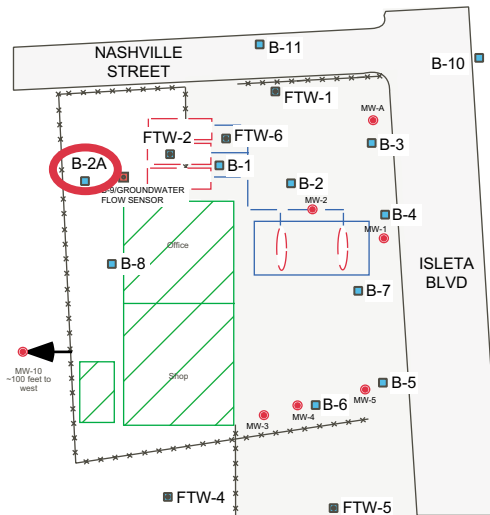 NASHVILLE
STREET
B-11
B-10
FTW-1
MW-A
FTW-2
FTW-6
B-3
B-2A
B-1
B-2
-9/GROUNDWATER
FLOW SENSOR
MW-2
B-4
MW-1
Office
B-8
ISLETA
BLVD
B-7
MW-10
~100 feet to
west
Shop
B-5
MW-5
B-6
MW-4
MW-3
FTW-4
FTW-5